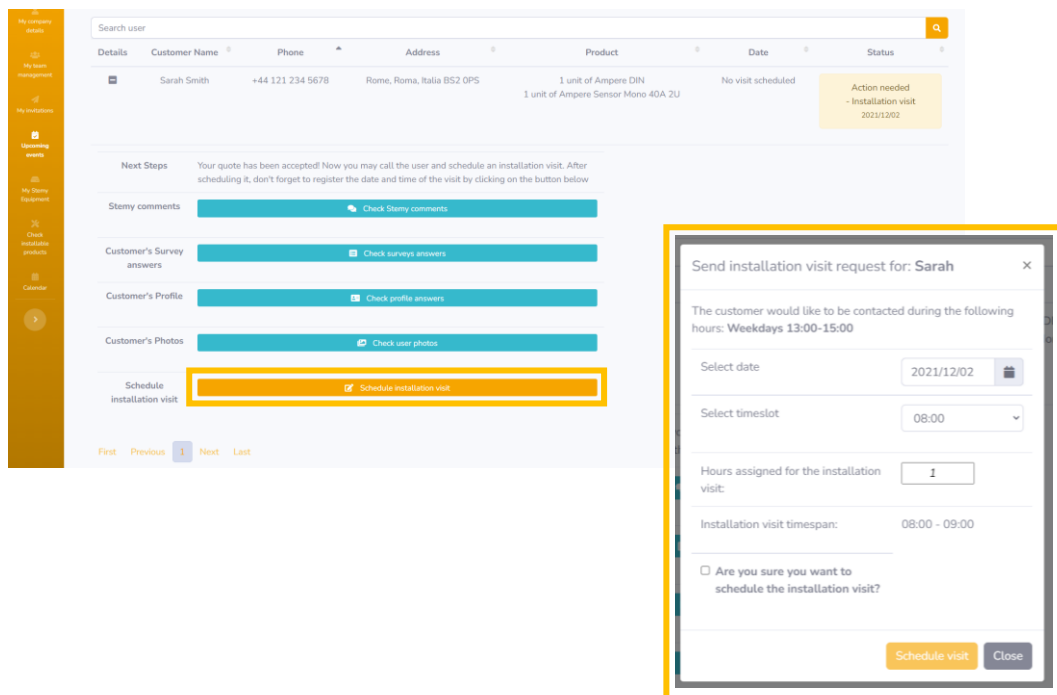 My company
details
My team
management
My Invitations
Upcoming
events
My Stemy
Equipment
Check
installation
products
Calendar
Search user
Details Customer Name Phone Address Product Date Status
Sarah Smith +44 121 234 5678 Rome, Roma, Italia BS2 0PS 1 unit of Ampere DIN No visit scheduled Action needed
1 unit of Ampere Sensor Mono 40A 2U - Installation visit
2021/12/02
Next Steps Your quote has been accepted! Now you may call the user and schedule an installation visit. After
scheduling it, don't forget to register the date and time of the visit by clicking on the button below
Stemy comments Check Stemy comments
Customer's Survey Check surveys answers
answers
Customer's Profile Check profile answers
Customer's Photos Check user photos
Schedule Schedule installation visit
installation visit
First Previous 1 Next Last
Send installation visit request for: Sarah ×
The customer would like to be contacted during the following
hours: Weekdays 13:00-15:00
Select date 2021/12/02
Select timeslot 08:00
Hours assigned for the installation 1
visit:
Installation visit timespan: 08:00 - 09:00
Are you sure you want to
schedule the installation visit?
Schedule visit Close